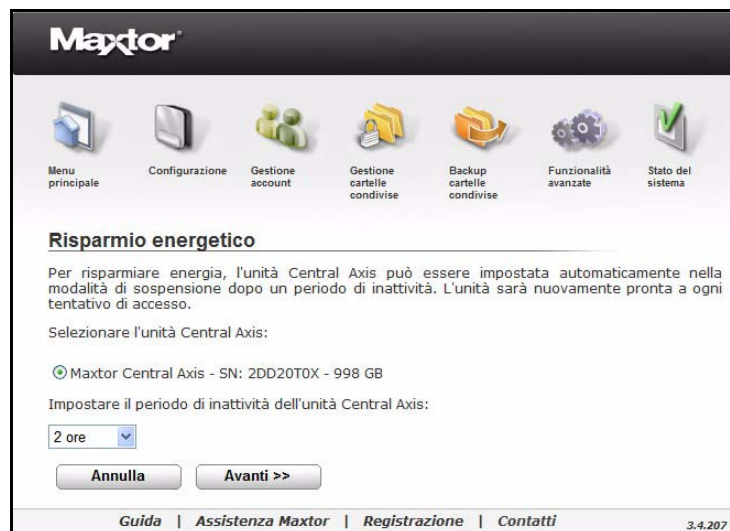 Maxtor
Menu principale
Configurazione
Gestione account
Gestione cartelle condivise
Backup cartelle condivise
Funzionalità avanzate
Stato del sistema
Risparmio energetico
Per risparmiare energia, l'unità Central Axis può essere impostata automaticamente nella
modalità di sospensione dopo un periodo di inattività. L'unità sarà nuovamente pronta a ogni
tentativo di accesso.
Selezionare l'unità Central Axis:
Maxtor Central Axis - SN: 2DD20T0X - 998 GB
Impostare il periodo di inattività dell'unità Central Axis:
2 ore
Annulla Avanti >>
Guida | Assistenza Maxtor | Registrazione | Contatti 3.4.207